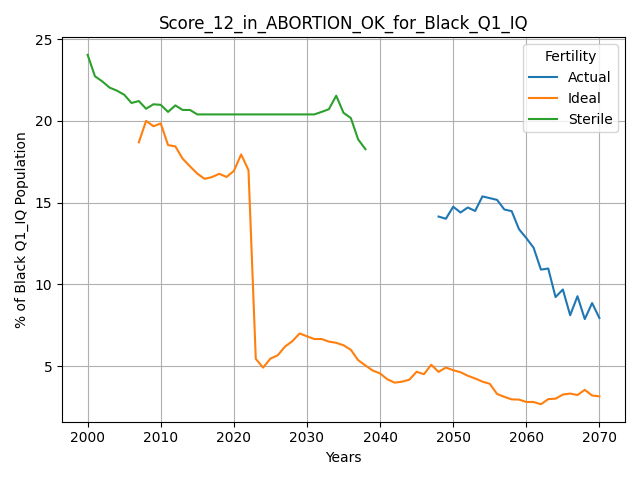 Score_12_in_ABORTION_OK_for_Black_Q1_IQ
% of Black Q1_IQ Population
25
20
15
10
5
Fertility
Actual
Ideal
Sterile
2000 2010 2020 2030 2040 2050 2060 2070
Years